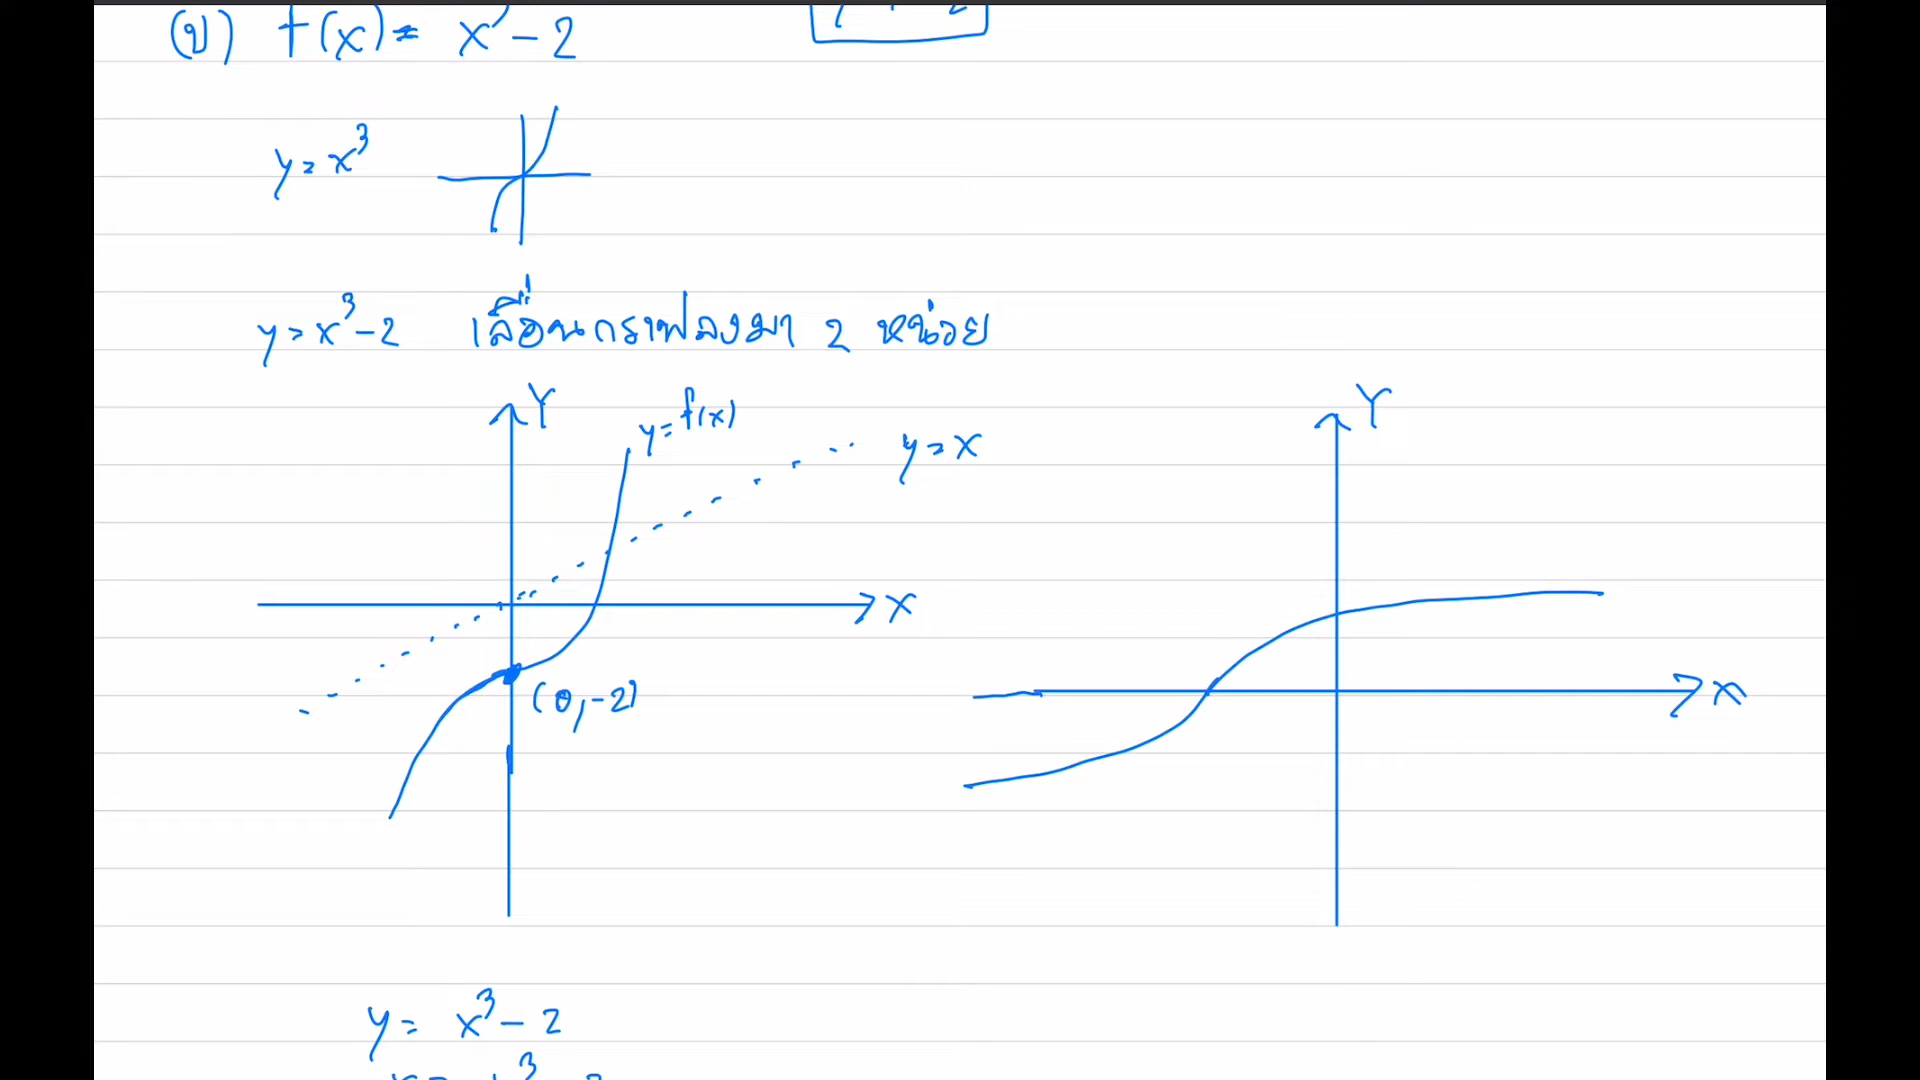 (ข) f(x) = x³ - 2
y = x³
y = x³ - 2 เลื่อนกราฟลงมา 2 หน่วย
Y
y = f(x)
y = x
X
(0, -2)
Y
X
y = x³ - 2